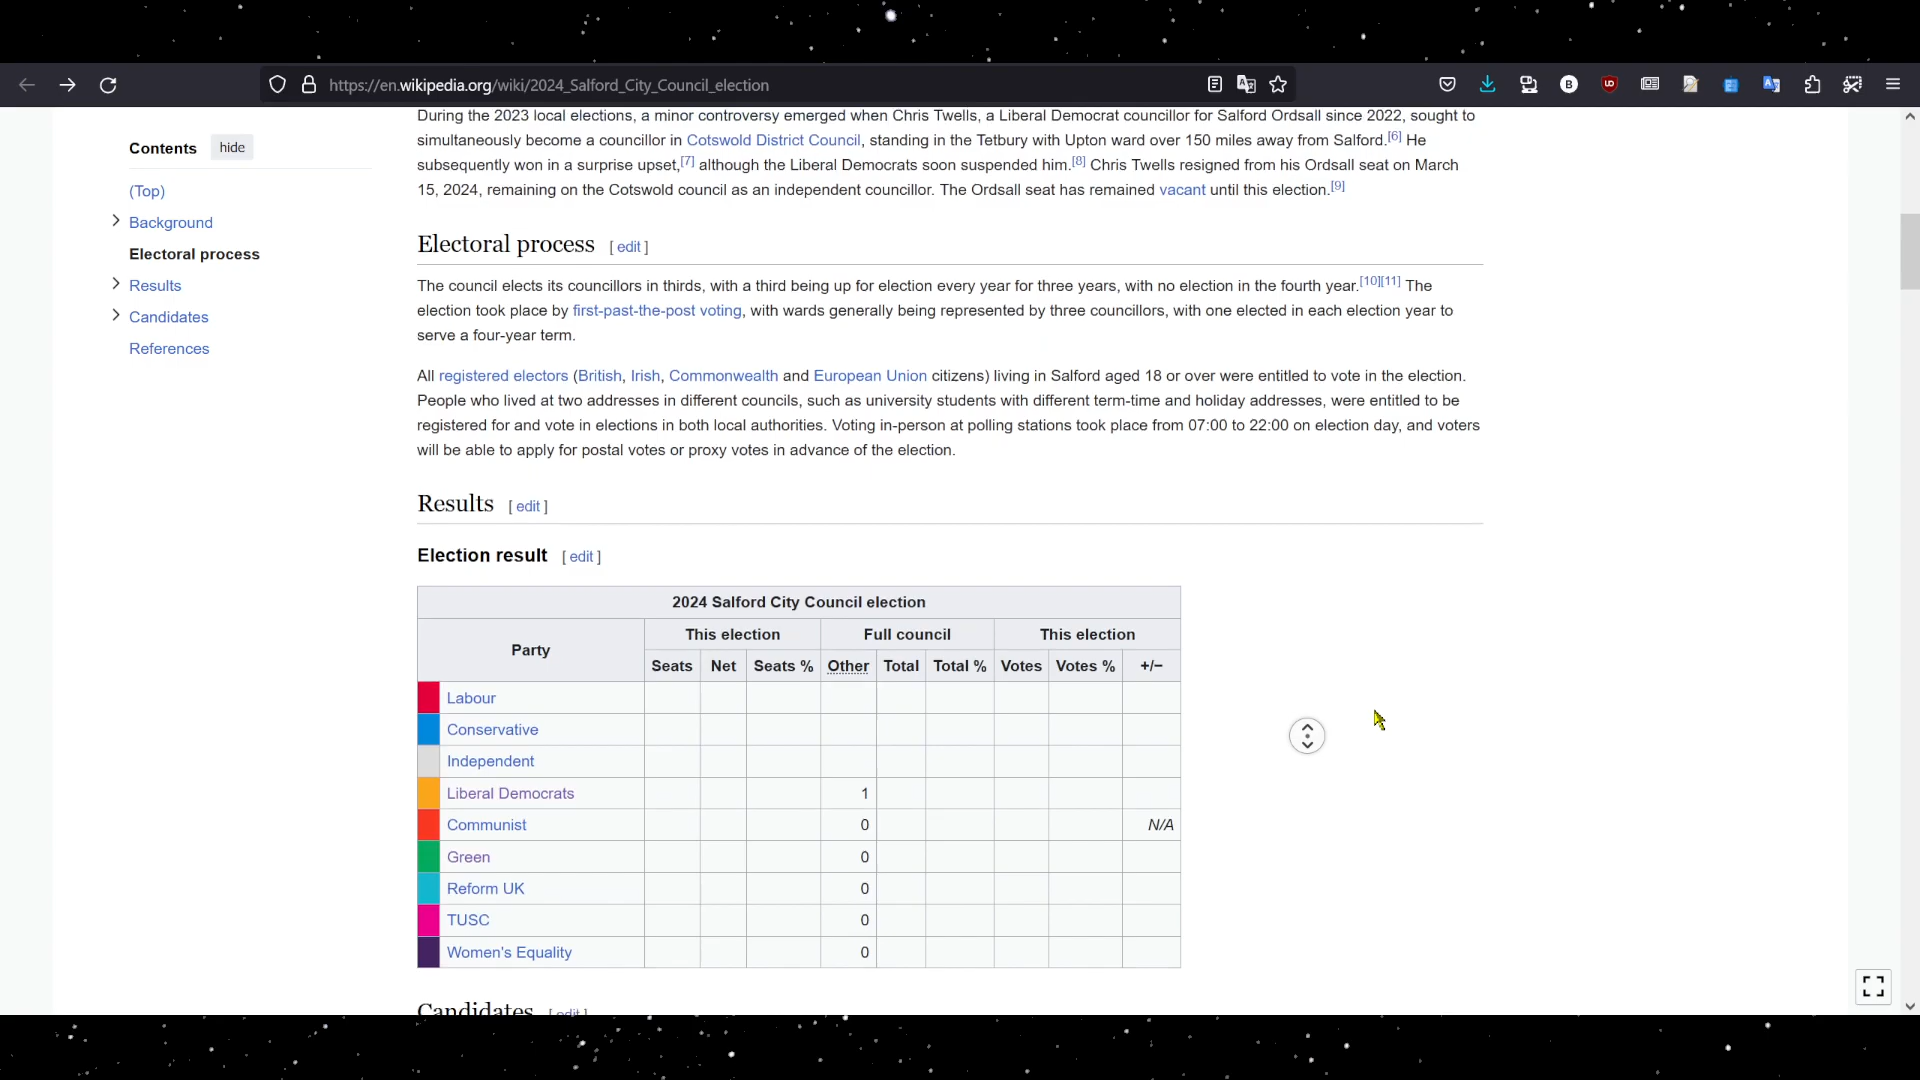 https://en.wikipedia.org/wiki/2024_Salford_City_Council_election
During the 2023 local elections, a minor controversy emerged when Chris Twells, a Liberal Democrat councillor for Salford Ordsall since 2022, sought to
simultaneously become a councillor in Cotswold District Council, standing in the Tetbury with Upton ward over 150 miles away from Salford.[6] He
subsequently won in a surprise upset,[7] although the Liberal Democrats soon suspended him.[8] Chris Twells resigned from his Ordsall seat on March
15, 2024, remaining on the Cotswold council as an independent councillor. The Ordsall seat has remained vacant until this election.[9]
Contents hide
(Top)
Background
Electoral process
Results
Candidates
References
Electoral process [ edit ]
The council elects its councillors in thirds, with a third being up for election every year for three years, with no election in the fourth year.[10][11] The
election took place by first-past-the-post voting, with wards generally being represented by three councillors, with one elected in each election year to
serve a four-year term.
All registered electors (British, Irish, Commonwealth and European Union citizens) living in Salford aged 18 or over were entitled to vote in the election.
People who lived at two addresses in different councils, such as university students with different term-time and holiday addresses, were entitled to be
registered for and vote in elections in both local authorities. Voting in-person at polling stations took place from 07:00 to 22:00 on election day, and voters
will be able to apply for postal votes or proxy votes in advance of the election.
Results [ edit ]
Election result [ edit ]
2024 Salford City Council election
Party This election Full council This election
Seats Net Seats % Other Total Total % Votes Votes % +/−
Labour
Conservative
Independent
Liberal Democrats 1
Communist 0 N/A
Green 0
Reform UK 0
TUSC 0
Women's Equality 0
Candidates [ edit ]